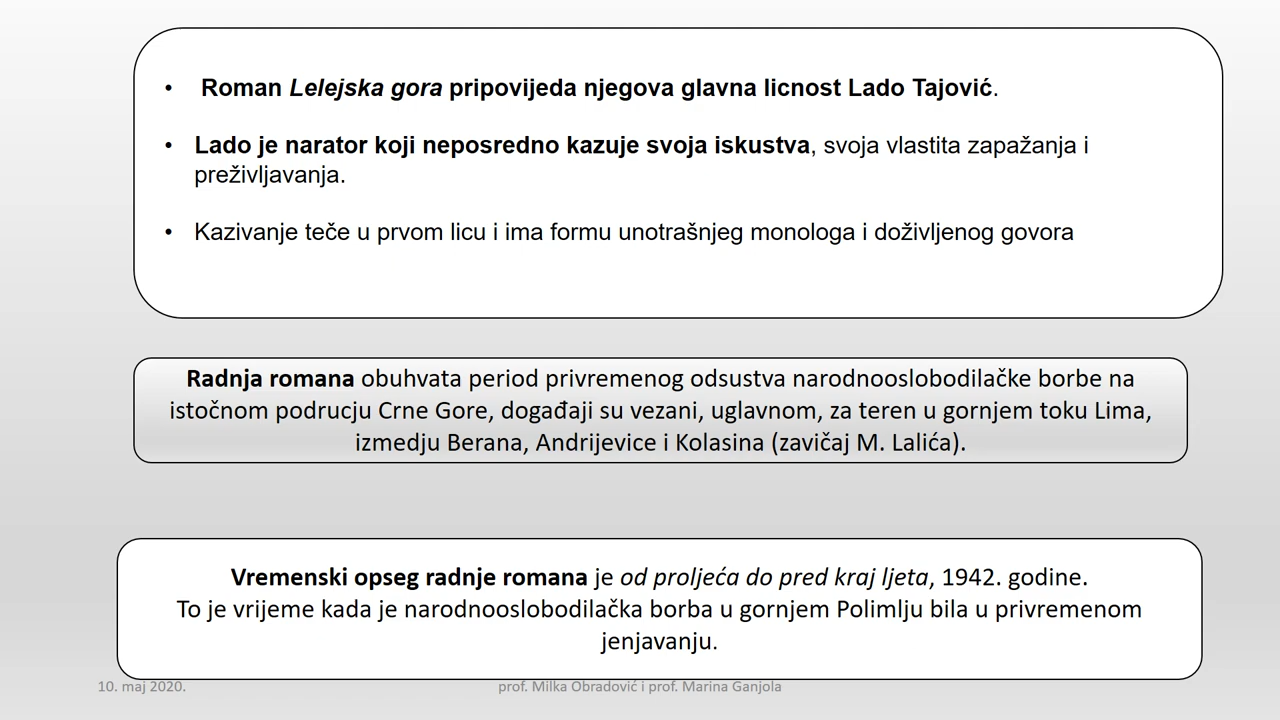 • Roman Lelejska gora pripovijeda njegova glavna licnost Lado Tajović.
• Lado je narator koji neposredno kazuje svoja iskustva, svoja vlastita zapažanja i
preživljavanja.
• Kazivanje teče u prvom licu i ima formu unotrašnjeg monologa i doživljenog govora
Radnja romana obuhvata period privremenog odsustva narodnooslobodilačke borbe na
istočnom podrucju Crne Gore, događaji su vezani, uglavnom, za teren u gornjem toku Lima,
izmedju Berana, Andrijevice i Kolasina (zavičaj M. Lalića).
Vremenski opseg radnje romana je od proljeća do pred kraj ljeta, 1942. godine.
To je vrijeme kada je narodnooslobodilačka borba u gornjem Polimlju bila u privremenom
jenjavanju.
10. maj 2020.
prof. Milka Obradović i prof. Marina Ganjola